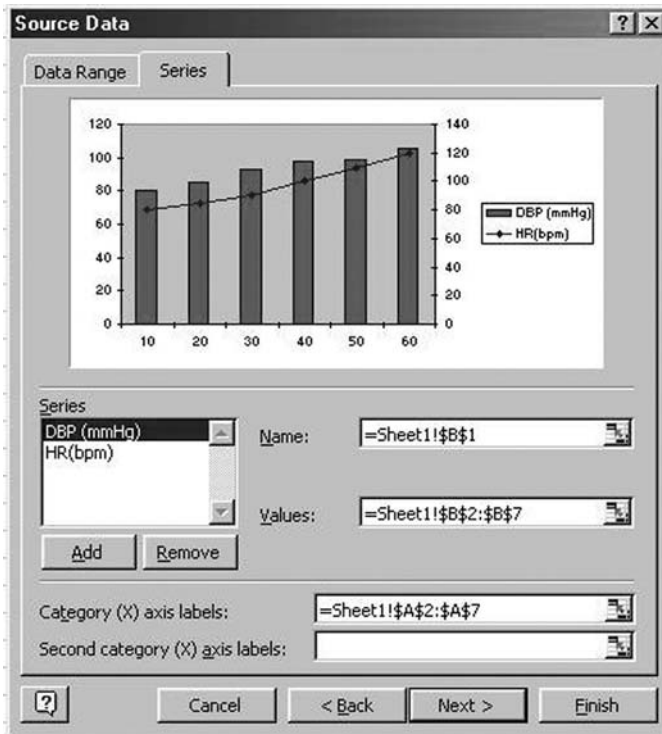 Source Data
Data Range Series
120 140
100 120
80 100
60 80
40 60
20 40
0 20
0
10 20 30 40 50 60
DBP (mmHg)
HR(bpm)
Series
DBP (mmHg)
HR(bpm)
Name: =Sheet1!$B$1
Values: =Sheet1!$B$2:$B$7
Add Remove
Category (X) axis labels: =Sheet1!$A$2:$A$7
Second category (X) axis labels:
Cancel < Back Next > Finish